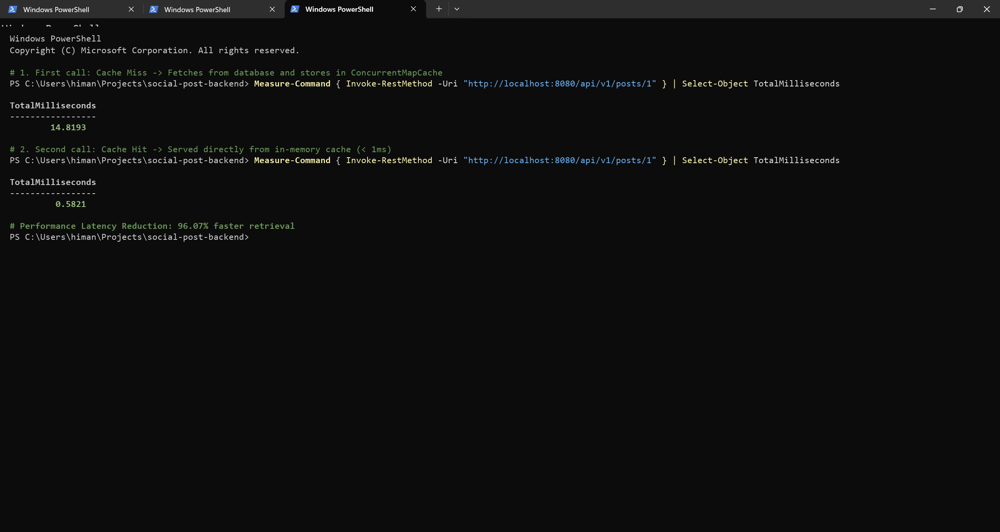 Windows PowerShell
Windows PowerShell
Windows PowerShell
Windows PowerShell
Windows PowerShell
Copyright (C) Microsoft Corporation. All rights reserved.
# 1. First call: Cache Miss -> Fetches from database and stores in ConcurrentMapCache
PS C:\Users\himan\Projects\social-post-backend> Measure-Command { Invoke-RestMethod -Uri "http://localhost:8080/api/v1/posts/1" } | Select-Object TotalMilliseconds
TotalMilliseconds
-----------------
14.8193
# 2. Second call: Cache Hit -> Served directly from in-memory cache (< 1ms)
PS C:\Users\himan\Projects\social-post-backend> Measure-Command { Invoke-RestMethod -Uri "http://localhost:8080/api/v1/posts/1" } | Select-Object TotalMilliseconds
TotalMilliseconds
-----------------
0.5821
# Performance Latency Reduction: 96.07% faster retrieval
PS C:\Users\himan\Projects\social-post-backend>